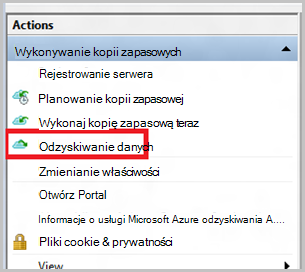 Actions
Wykonywanie kopii zapasowych
Rejestrowanie serwera
Planowanie kopii zapasowej
Wykonaj kopię zapasową teraz
Odzyskiwanie danych
Zmienianie właściwości
Otwórz Portal
Informacje o usługi Microsoft Azure odzyskiwania A....
Pliki cookie & prywatności
View